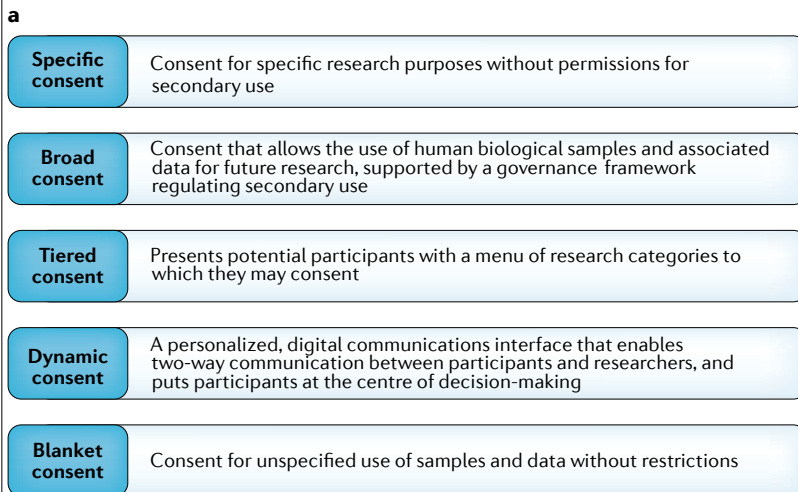 a
Specific
consent
Consent for specific research purposes without permissions for
secondary use
Broad
consent
Consent that allows the use of human biological samples and associated
data for future research, supported by a governance framework
regulating secondary use
Tiered
consent
Presents potential participants with a menu of research categories to
which they may consent
Dynamic
consent
A personalized, digital communications interface that enables
two-way communication between participants and researchers, and
puts participants at the centre of decision-making
Blanket
consent
Consent for unspecified use of samples and data without restrictions